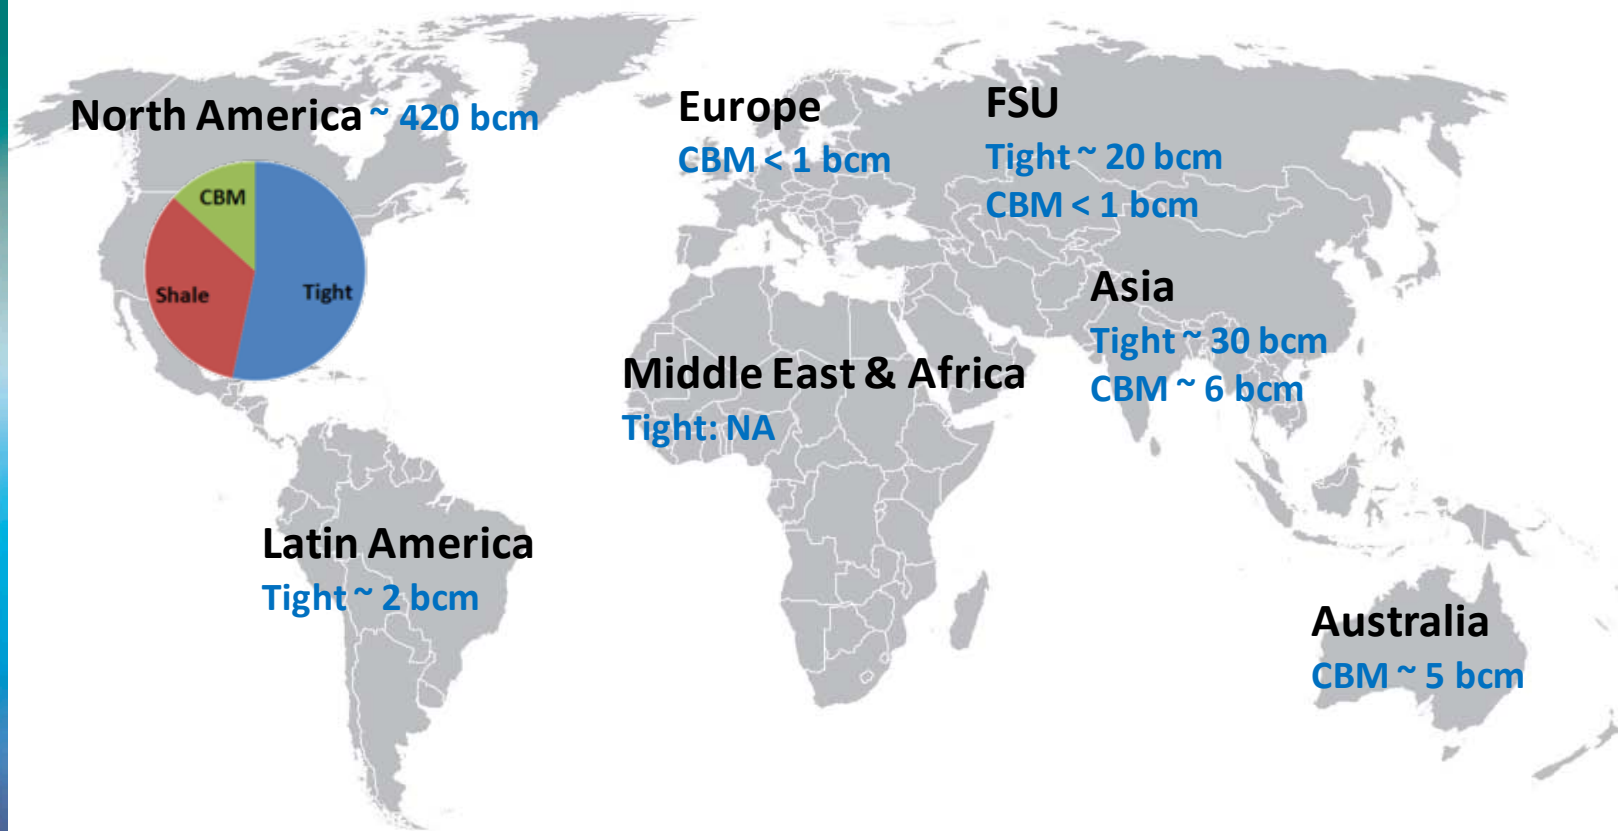 North America ~ 420 bcm
CBM
Shale
Tight
Europe
CBM < 1 bcm
FSU
Tight ~ 20 bcm
CBM < 1 bcm
Asia
Tight ~ 30 bcm
CBM ~ 6 bcm
Middle East & Africa
Tight: NA
Latin America
Tight ~ 2 bcm
Australia
CBM ~ 5 bcm